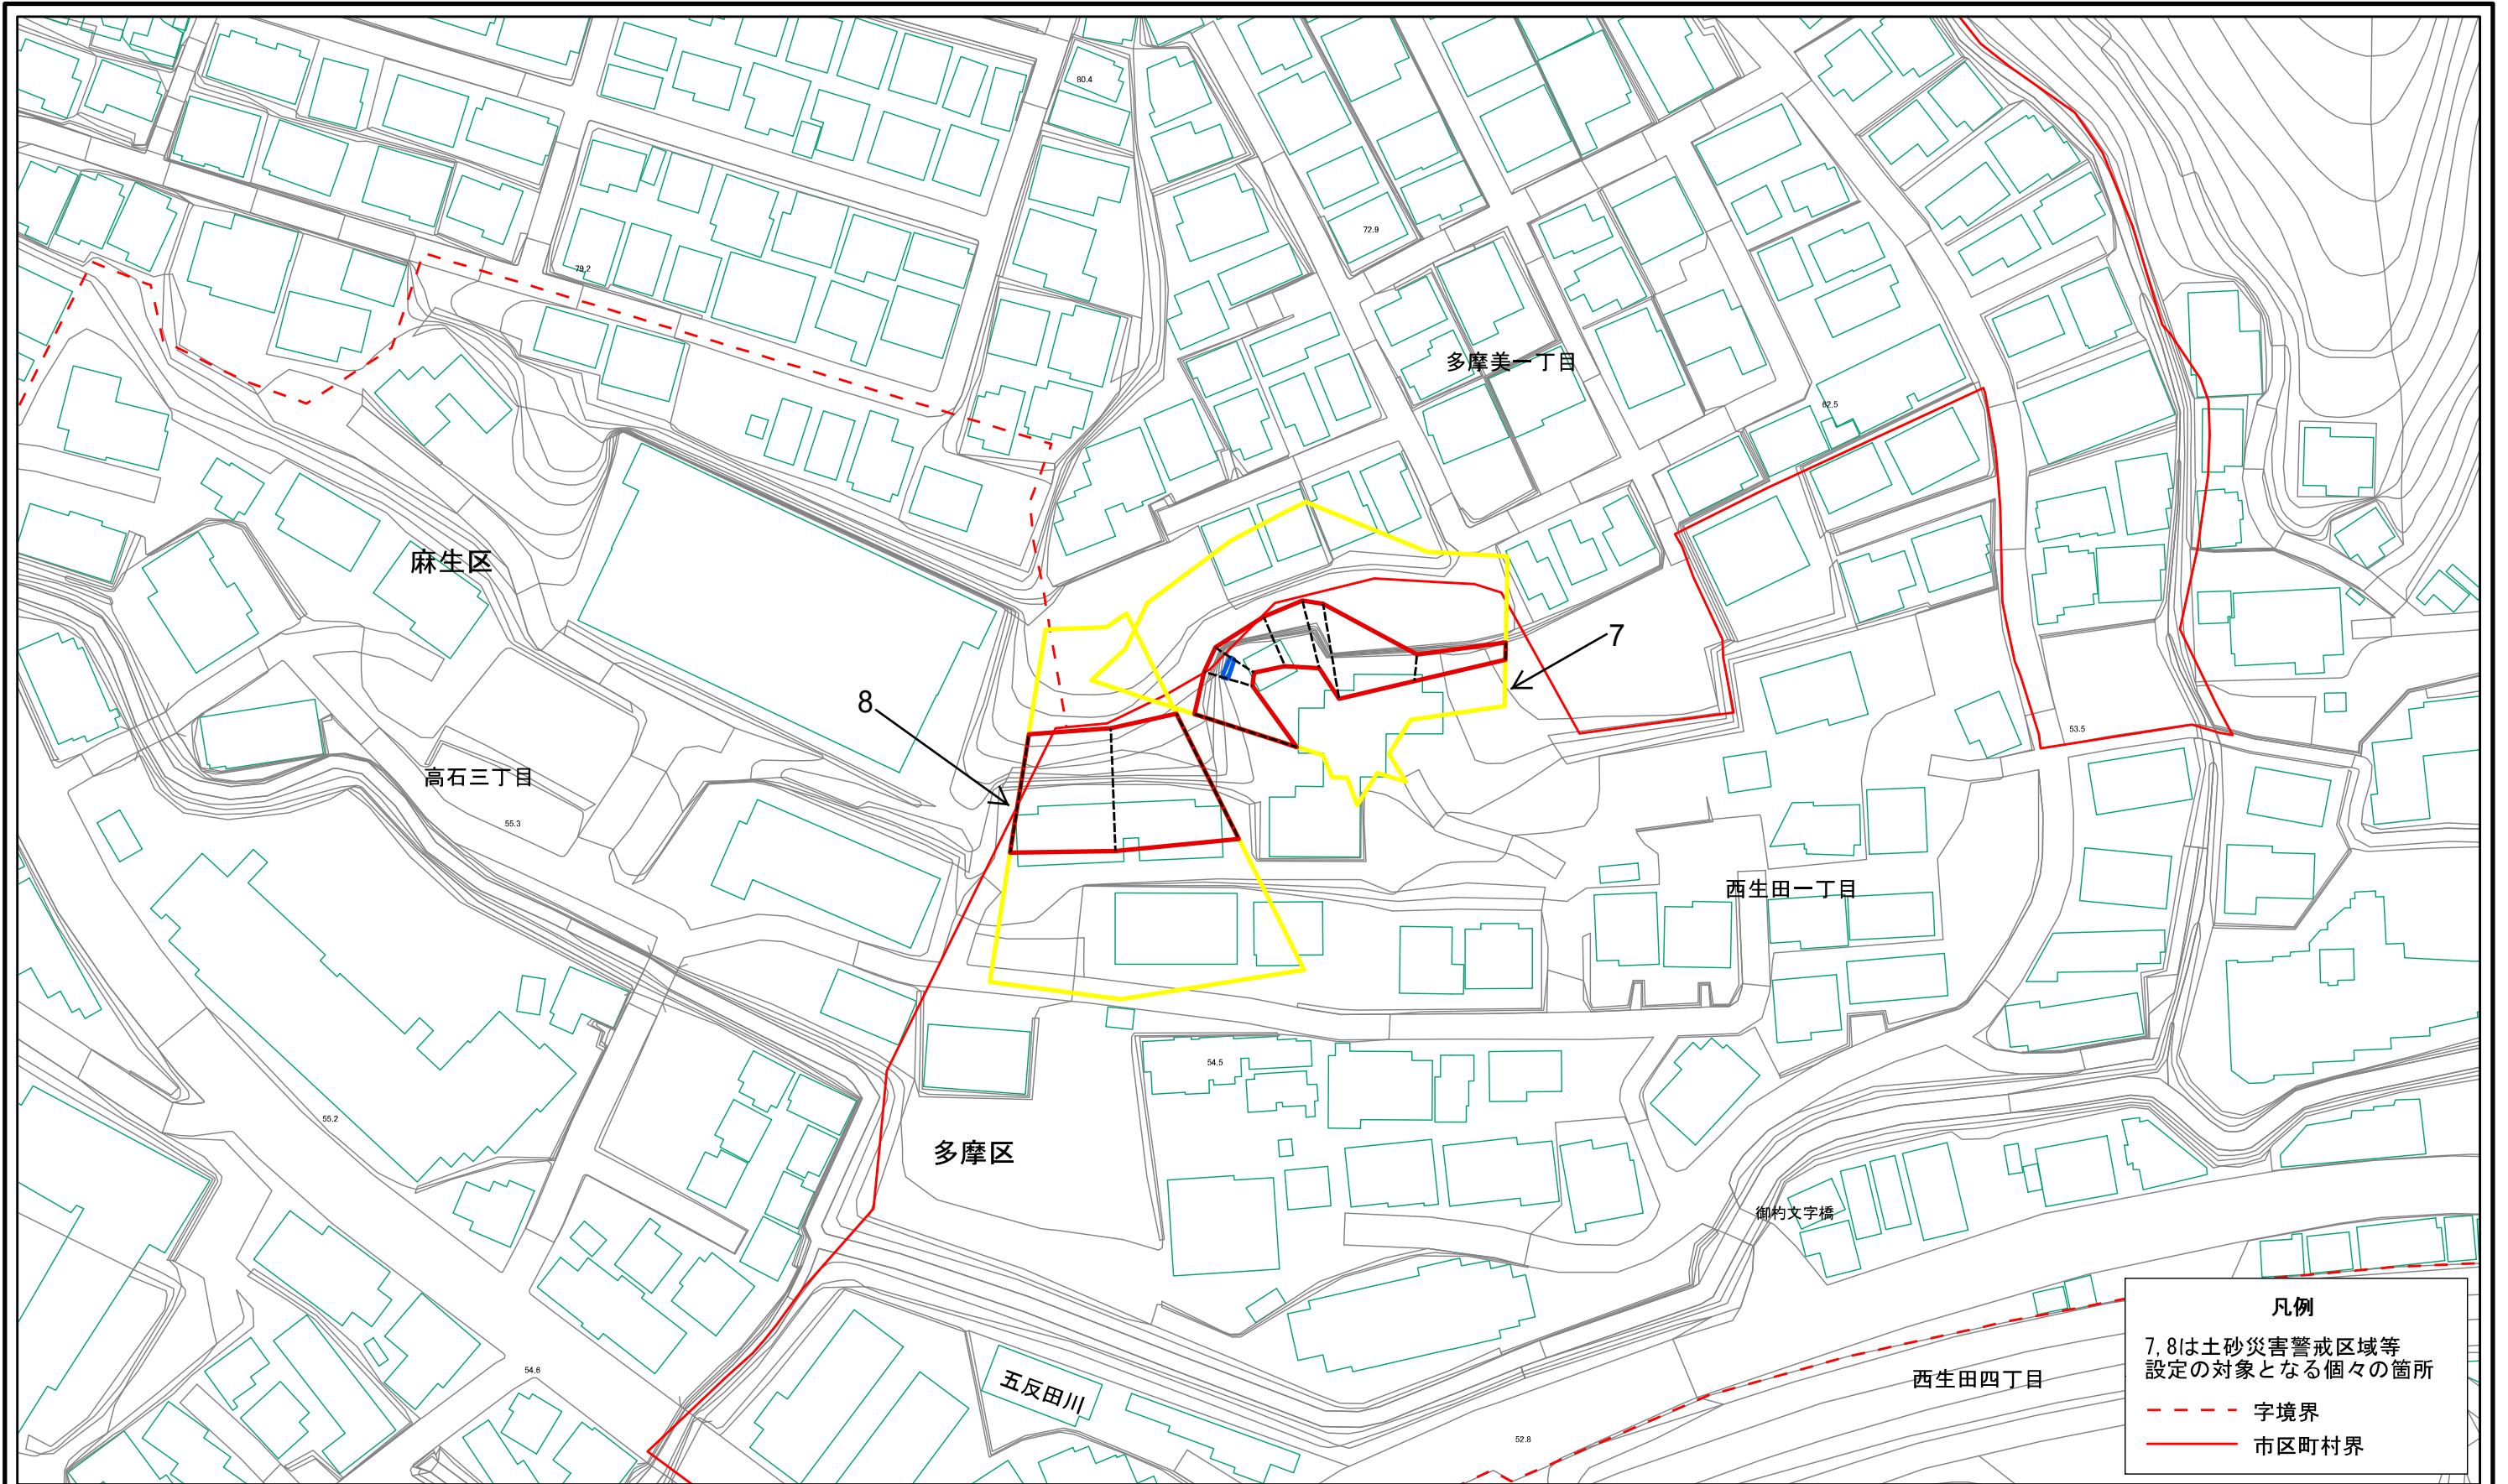 80.4
72.9
79.2
多摩美一丁目
62.5
麻生区
7
8
53.5
高石三丁目
55.3
西生田一丁目
54.5
55.2
多摩区
御杓文字橋
54.6
五反田川
西生田四丁目
52.8
凡例
7,8は土砂災害警戒区域等
設定の対象となる個々の箇所
字境界
市区町村界